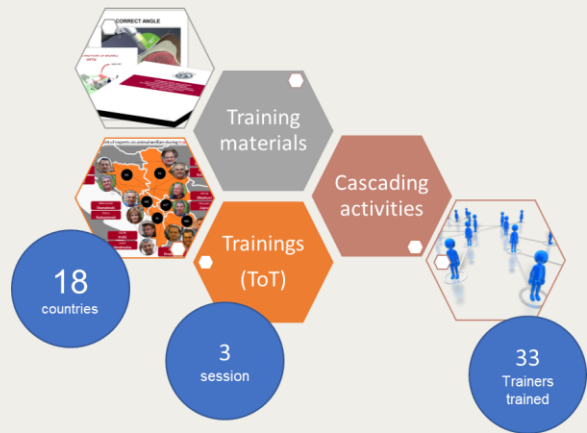 CORRECT ANGLE
Training
materials
Cascading
activities
Trainings
(ToT)
18
countries
3
session
33
Trainers
trained